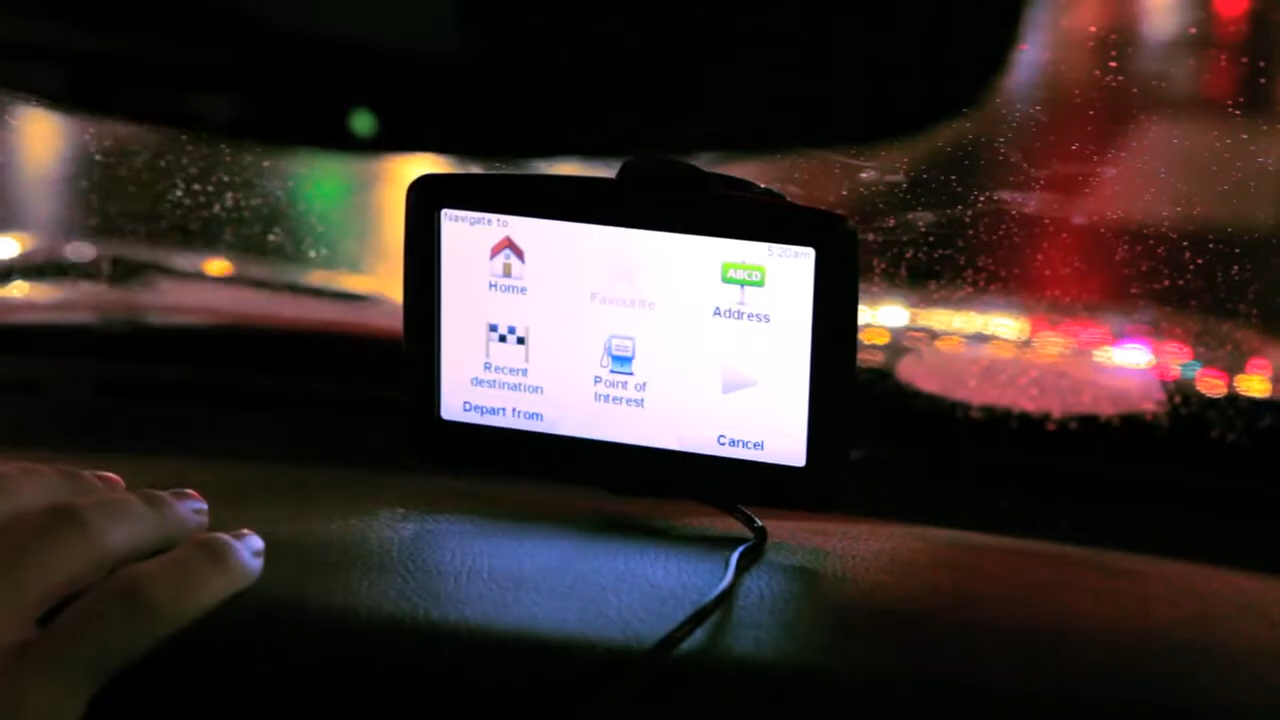 Navigate to
5:20am
Home
Favourite
ABCD
Address
Recent
destination
Point of
Interest
Depart from
Cancel